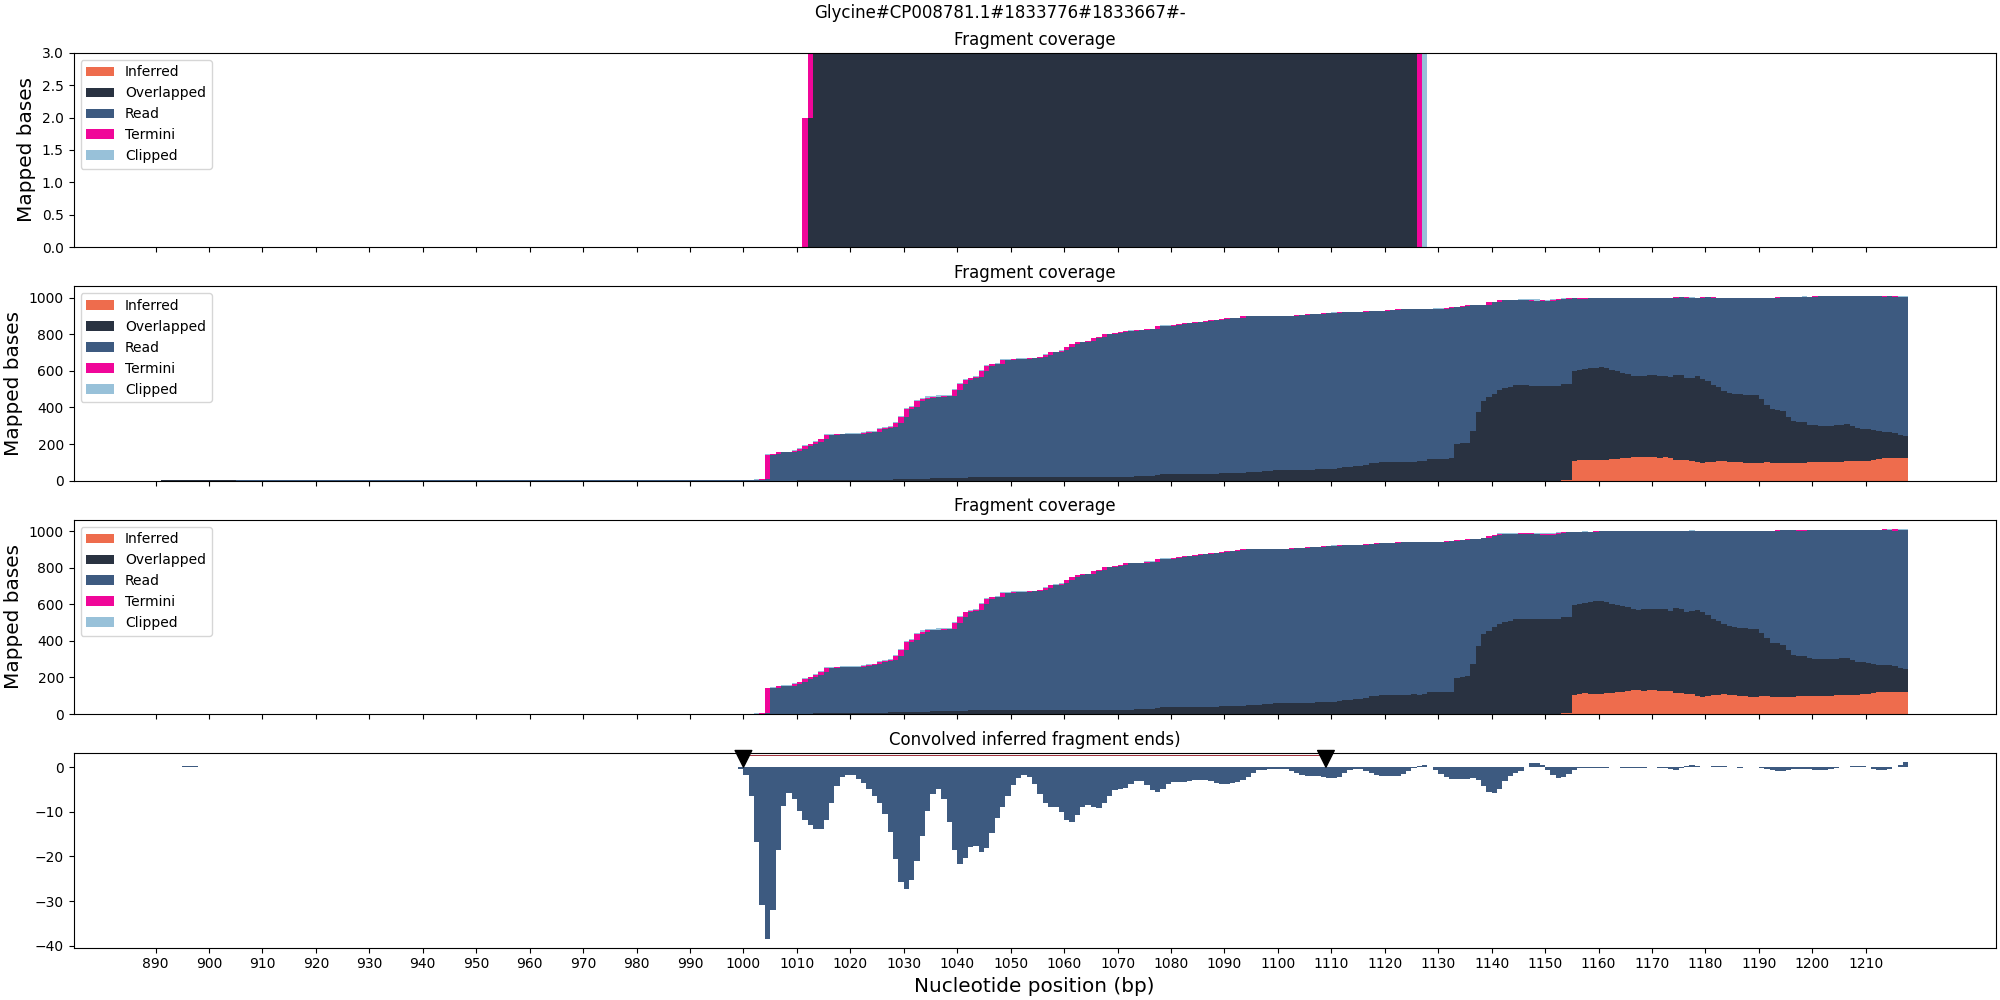 Glycine#CP008781.1#1833776#1833667#-
Fragment coverage
Mapped bases
3.0
2.5
2.0
1.5
1.0
0.5
0.0
Inferred
Overlapped
Read
Termini
Clipped
Fragment coverage
Mapped bases
1000
800
600
400
200
0
Inferred
Overlapped
Read
Termini
Clipped
Fragment coverage
Mapped bases
1000
800
600
400
200
0
Inferred
Overlapped
Read
Termini
Clipped
Convolved inferred fragment ends)
0
−10
−20
−30
−40
890 900 910 920 930 940 950 960 970 980 990 1000 1010 1020 1030 1040 1050 1060 1070 1080 1090 1100 1110 1120 1130 1140 1150 1160 1170 1180 1190 1200 1210
Nucleotide position (bp)